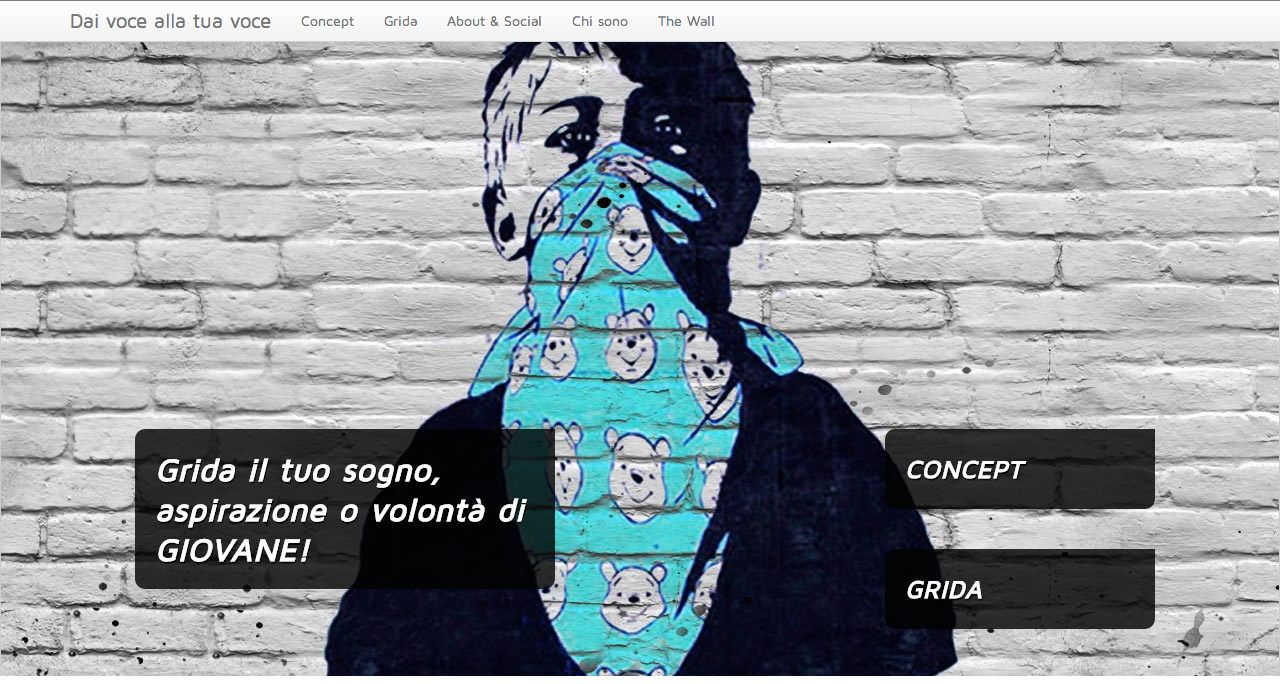 Dai voce alla tua voce Concept Grida About & Social Chi sono The Wall
Grida il tuo sogno,
aspirazione o volontà di
GIOVANE!
CONCEPT
GRIDA